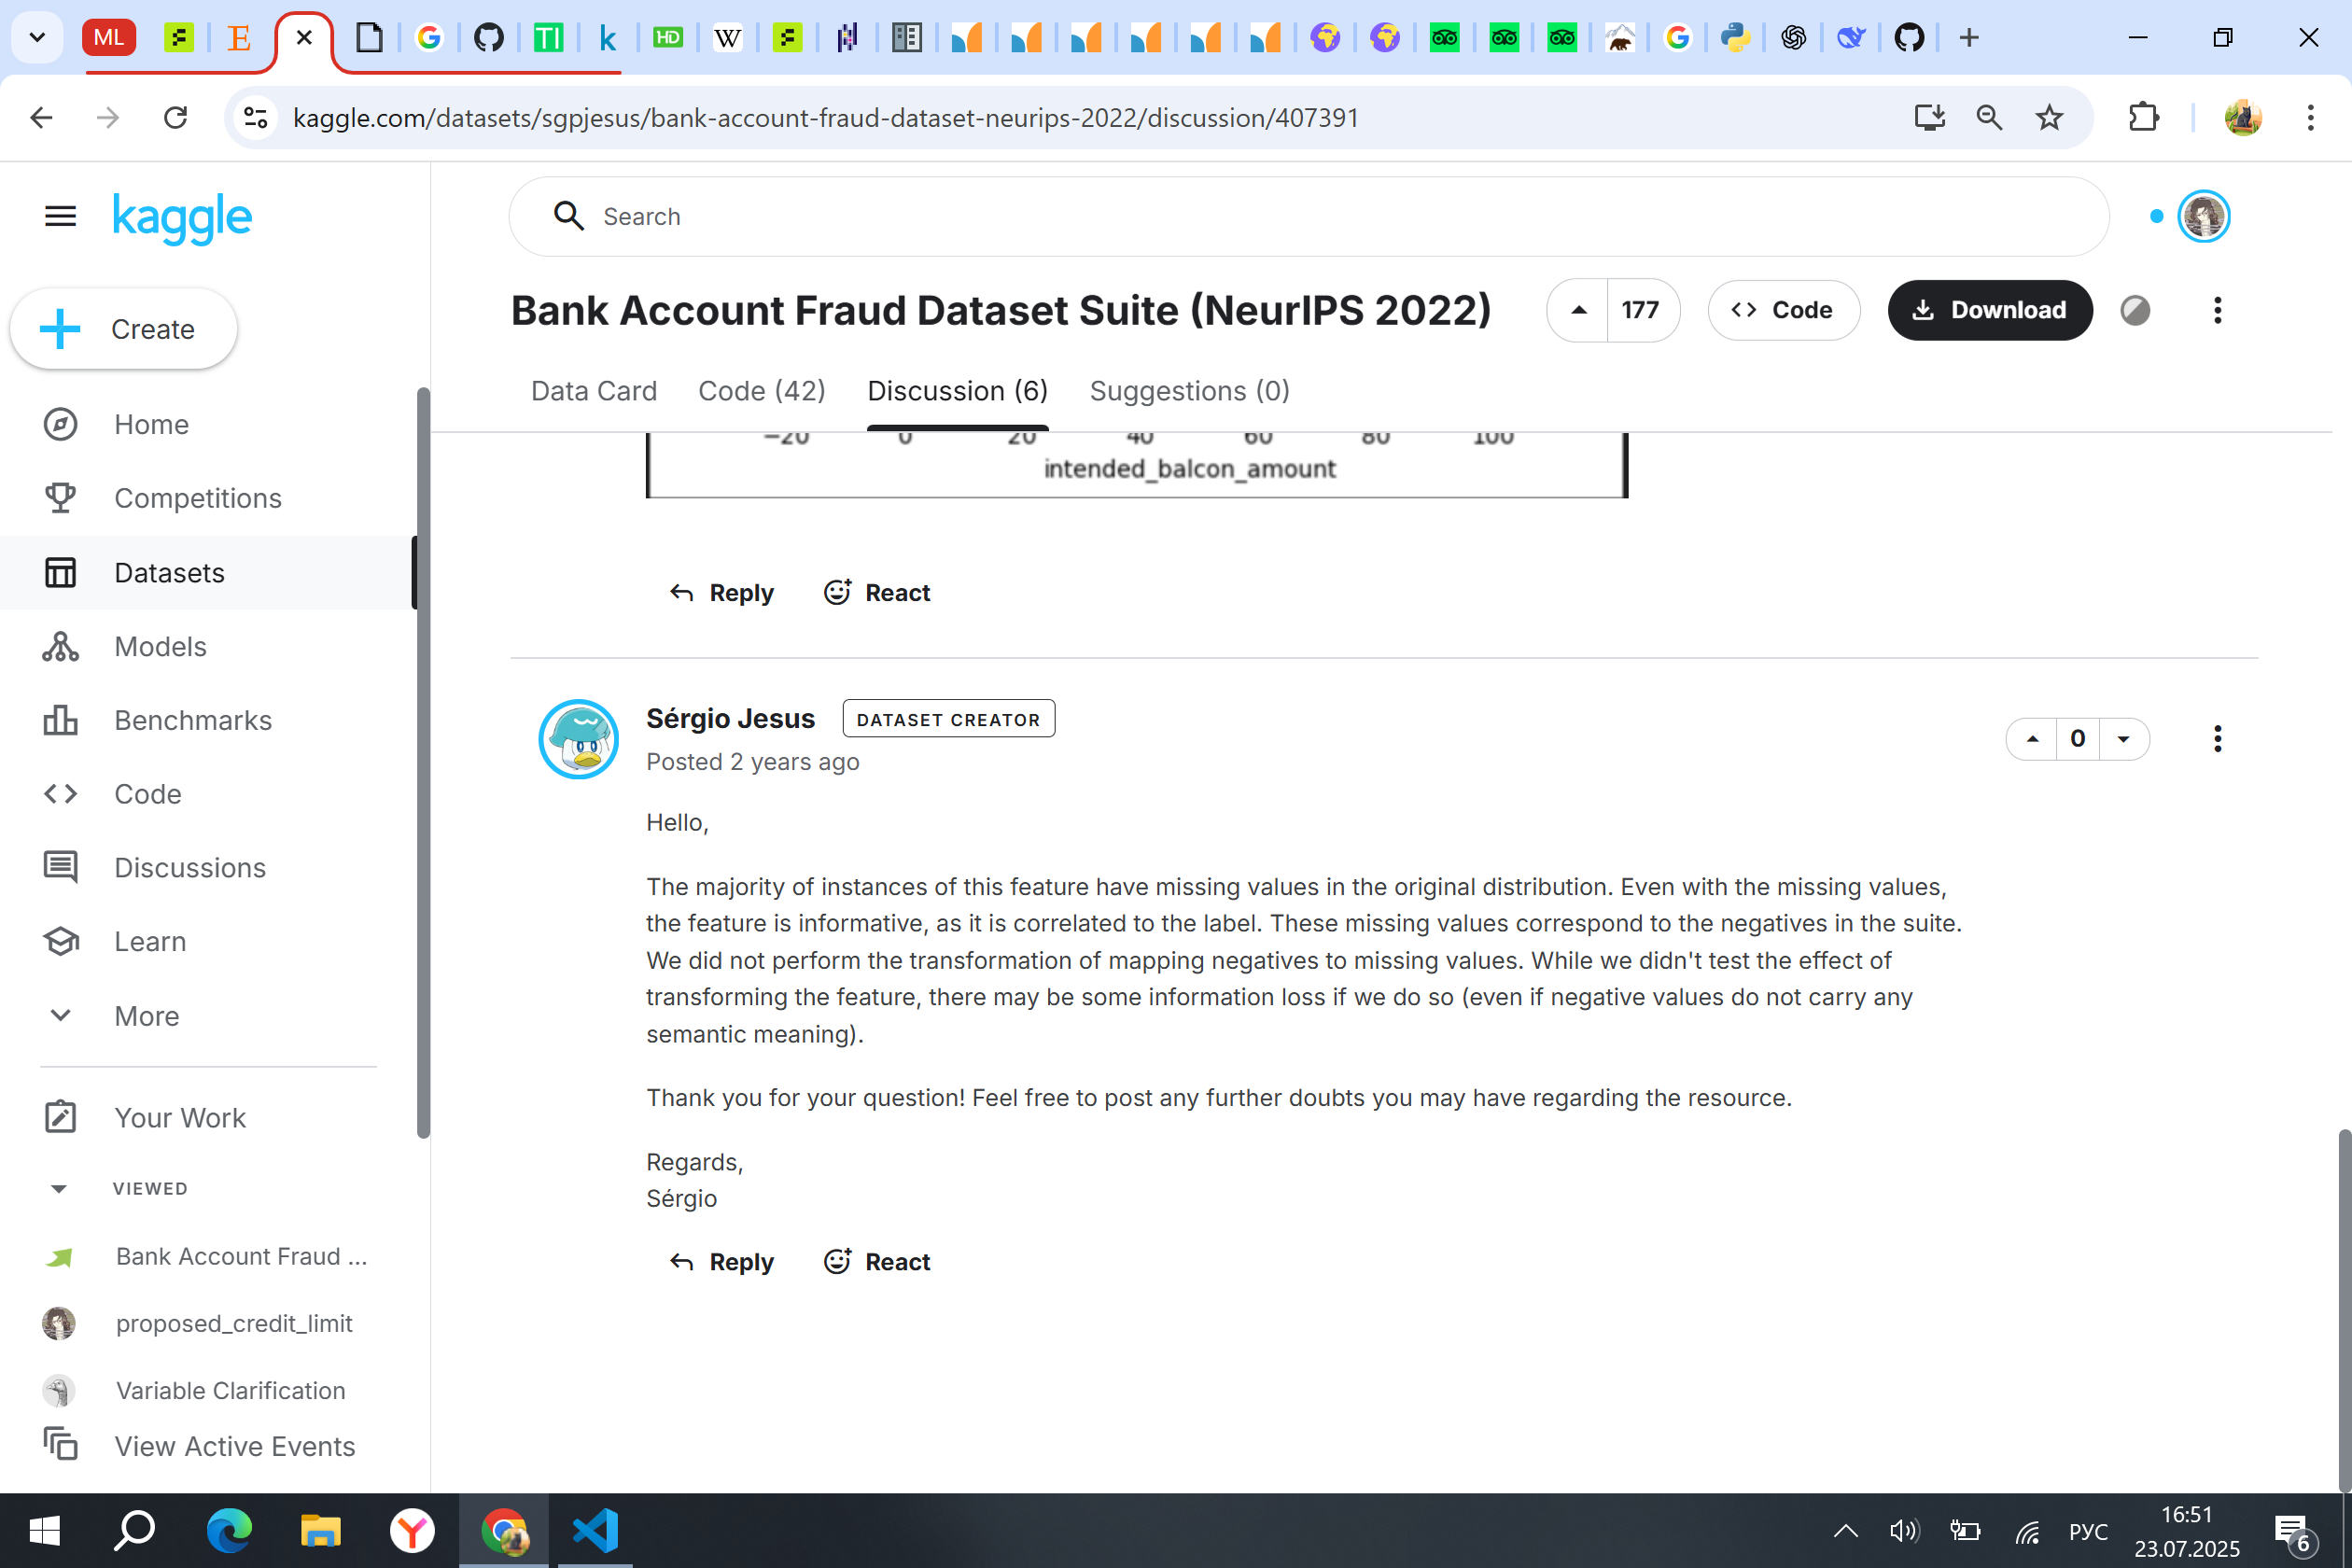 ML
kaggle.com/datasets/sgpjesus/bank-account-fraud-dataset-neurips-2022/discussion/407391
kaggle
Search
Create
Bank Account Fraud Dataset Suite (NeurIPS 2022)
177
Code
Download
Data Card
Code (42)
Discussion (6)
Suggestions (0)
Home
Competitions
Datasets
Models
Benchmarks
Code
Discussions
Learn
More
Your Work
VIEWED
Bank Account Fraud ...
proposed_credit_limit
Variable Clarification
View Active Events
−20 0 20 40 60 80 100
intended_balcon_amount
Reply React
Sérgio Jesus DATASET CREATOR
Posted 2 years ago
0
Hello,
The majority of instances of this feature have missing values in the original distribution. Even with the missing values,
the feature is informative, as it is correlated to the label. These missing values correspond to the negatives in the suite.
We did not perform the transformation of mapping negatives to missing values. While we didn't test the effect of
transforming the feature, there may be some information loss if we do so (even if negative values do not carry any
semantic meaning).
Thank you for your question! Feel free to post any further doubts you may have regarding the resource.
Regards,
Sérgio
Reply React
РУС
16:51
23.07.2025
6